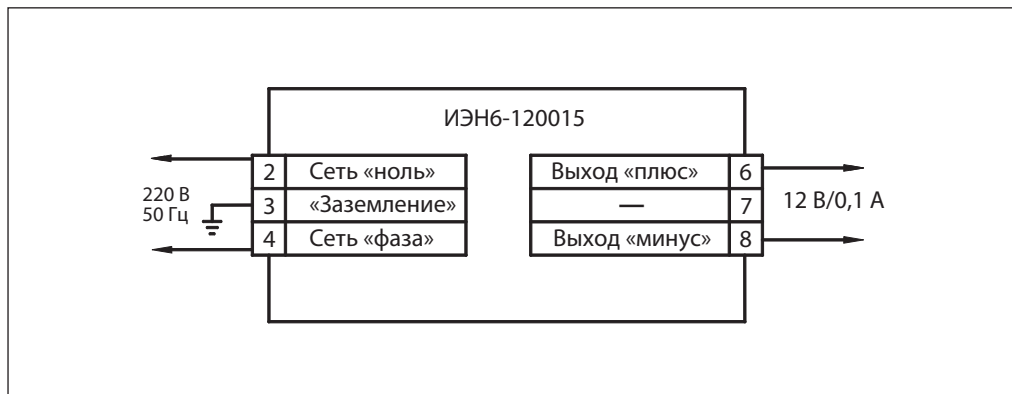 ИЭН6-120015
220 В
50 Гц
2 Сеть «ноль»
3 «Заземление»
4 Сеть «фаза»
Выход «плюс» 6
— 7
Выход «минус» 8
12 В/0,1 А